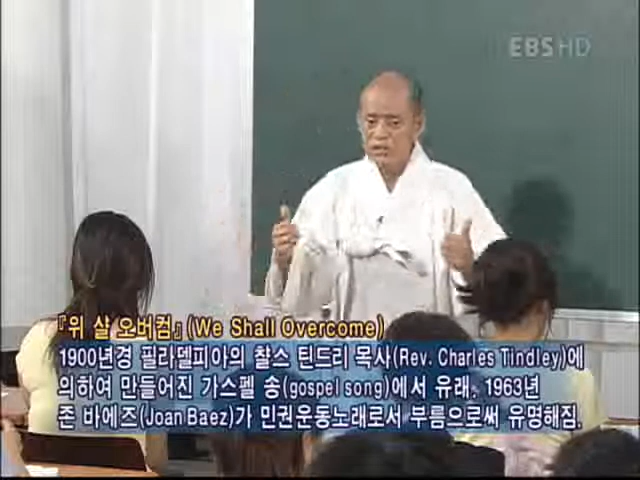 EBS HD
『위 살 오버컴』(We Shall Overcome)
1900년경 필라델피아의 찰스 틴드리 목사(Rev. Charles Tindley)에
의하여 만들어진 가스펠 송(gospel song)에서 유래. 1963년
존 바에즈(Joan Baez)가 민권운동노래로서 부름으로써 유명해짐.